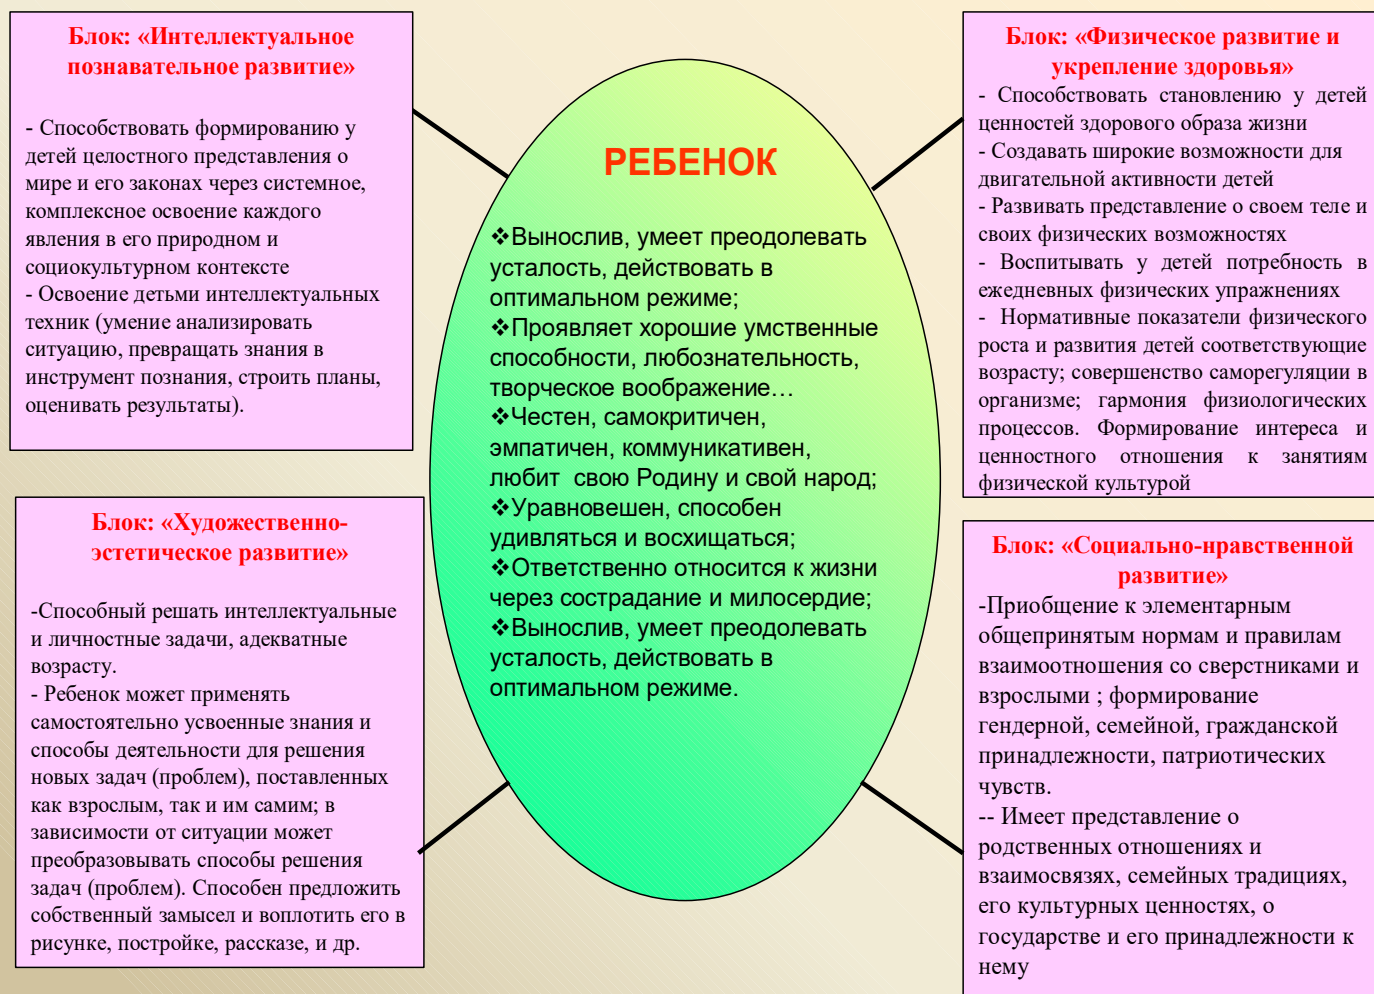 Блок: «Интеллектуальное
познавательное развитие»
- Способствовать формированию у
детей целостного представления о
мире и его законах через системное,
комплексное освоение каждого
явления в его природном и
социокультурном контексте
- Освоение детьми интеллектуальных
техник (умение анализировать
ситуацию, превращать знания в
инструмент познания, строить планы,
оценивать результаты).
Блок: «Физическое развитие и
укрепление здоровья»
- Способствовать становлению у детей
ценностей здорового образа жизни
- Создавать широкие возможности для
двигательной активности детей
- Развивать представление о своем теле и
своих физических возможностях
- Воспитывать у детей потребность в
ежедневных физических упражнениях
- Нормативные показатели физического
роста и развития детей соответствующие
возрасту; совершенство саморегуляции в
организме; гармония физиологических
процессов. Формирование интереса и
ценностного отношения к занятиям
физической культурой
РЕБЕНОК
❖Вынослив, умеет преодолевать
усталость, действовать в
оптимальном режиме;
❖Проявляет хорошие умственные
способности, любознательность,
творческое воображение…
❖Честен, самокритичен,
эмпатичен, коммуникативен,
любит свою Родину и свой народ;
❖Уравновешен, способен
удивляться и восхищаться;
❖Ответственно относится к жизни
через сострадание и милосердие;
❖Вынослив, умеет преодолевать
усталость, действовать в
оптимальном режиме.
Блок: «Художественно-
эстетическое развитие»
-Способный решать интеллектуальные
и личностные задачи, адекватные
возрасту.
- Ребенок может применять
самостоятельно усвоенные знания и
способы деятельности для решения
новых задач (проблем), поставленных
как взрослым, так и им самим; в
зависимости от ситуации может
преобразовывать способы решения
задач (проблем). Способен предложить
собственный замысел и воплотить его в
рисунке, постройке, рассказе, и др.
Блок: «Социально-нравственной
развитие»
-Приобщение к элементарным
общепринятым нормам и правилам
взаимоотношения со сверстниками и
взрослыми ; формирование
гендерной, семейной, гражданской
принадлежности, патриотических
чувств.
-- Имеет представление о
родственных отношениях и
взаимосвязях, семейных традициях,
его культурных ценностях, о
государстве и его принадлежности к
нему